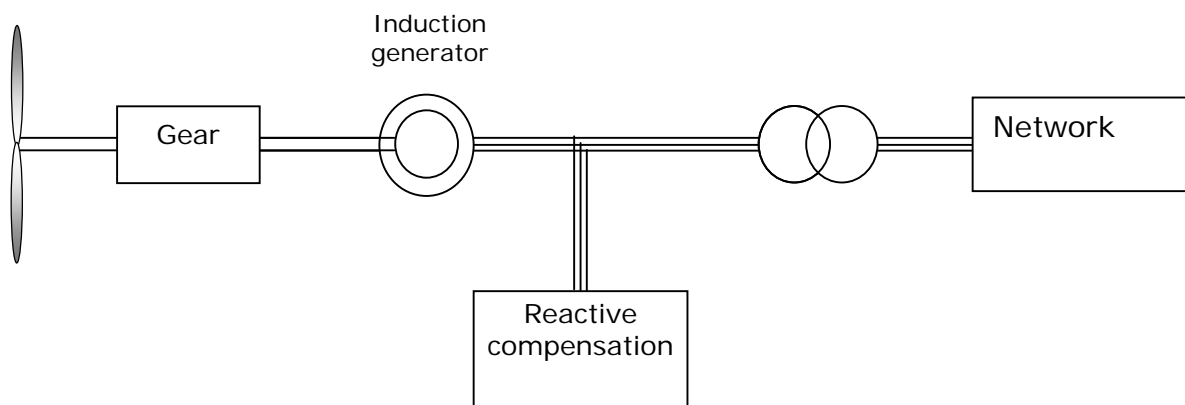 Induction
generator
Gear
Network
Reactive
compensation